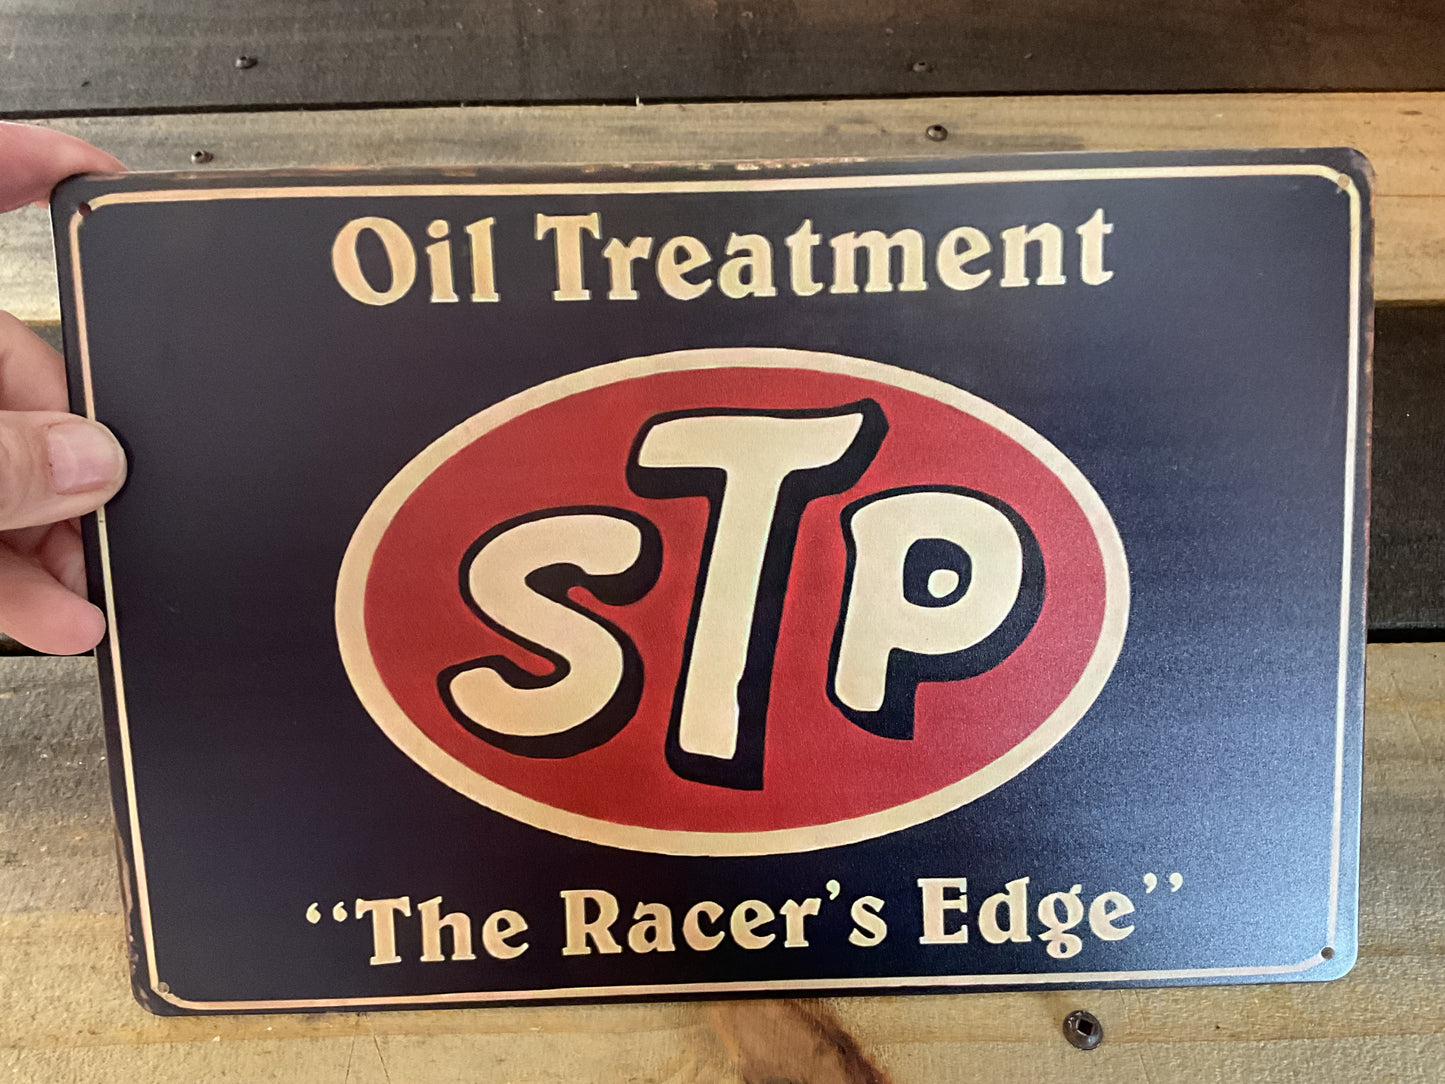 Oil Treatment
STP
“The Racer’s Edge”